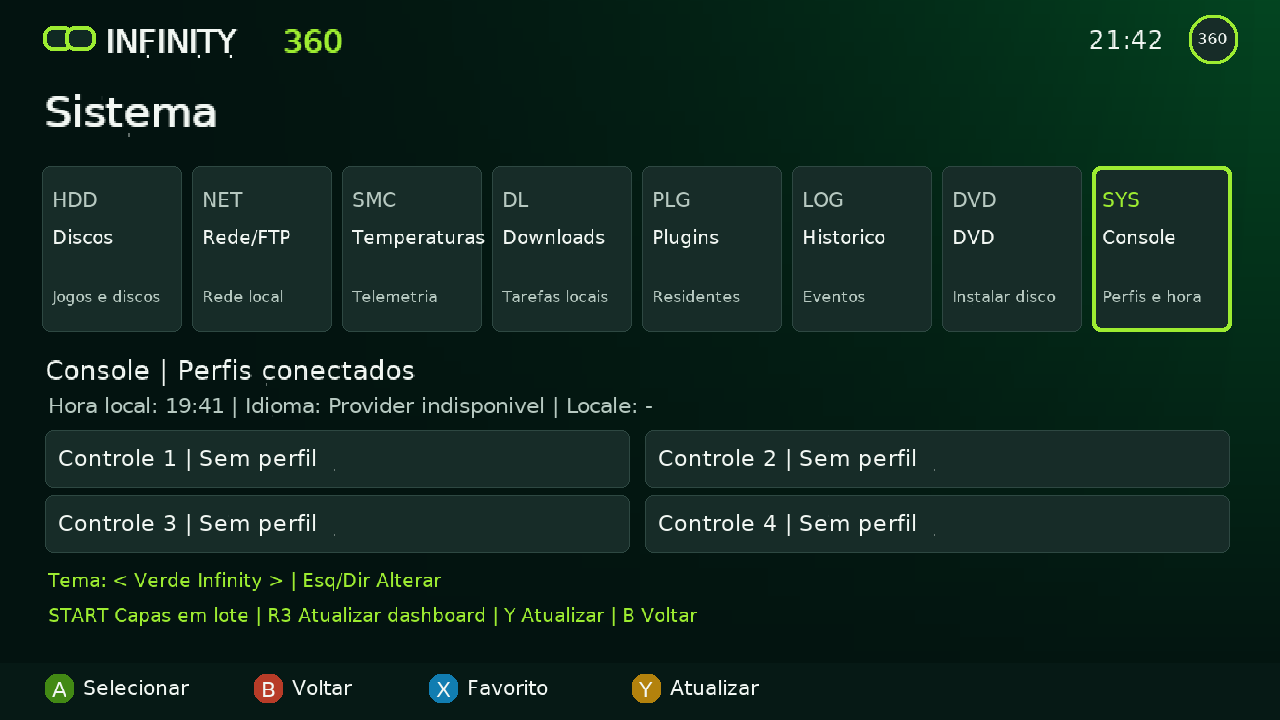 INFINITY 360 21:42 360
Sistema
HDD NET SMC DL PLG LOG DVD SYS
Discos Rede/FTP Temperaturas Downloads Plugins Historico DVD Console
Jogos e discos Rede local Telemetria Tarefas locais Residentes Eventos Instalar disco Perfis e hora
Console | Perfis conectados
Hora local: 19:41 | Idioma: Provider indisponivel | Locale: -
Controle 1 | Sem perfil Controle 2 | Sem perfil
Controle 3 | Sem perfil Controle 4 | Sem perfil
Tema: < Verde Infinity > | Esq/Dir Alterar
START Capas em lote | R3 Atualizar dashboard | Y Atualizar | B Voltar
A Selecionar B Voltar X Favorito Y Atualizar